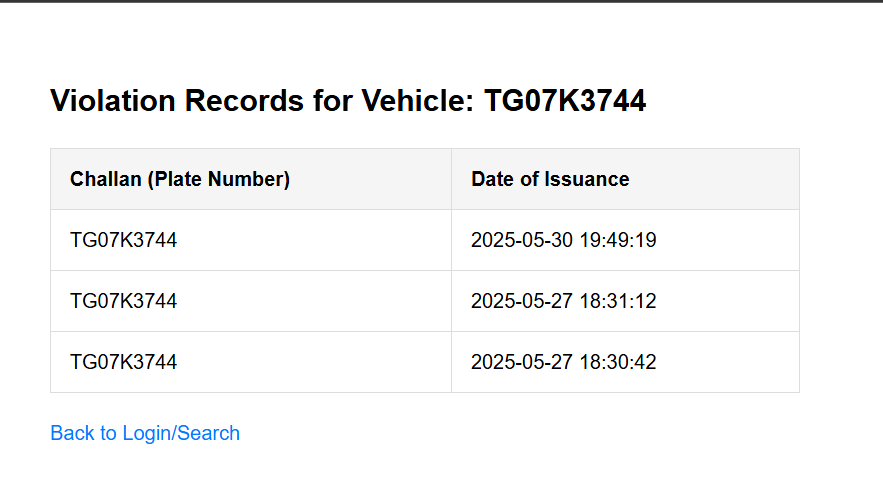 Violation Records for Vehicle: TG07K3744
Challan (Plate Number) Date of Issuance
TG07K3744 2025-05-30 19:49:19
TG07K3744 2025-05-27 18:31:12
TG07K3744 2025-05-27 18:30:42
Back to Login/Search